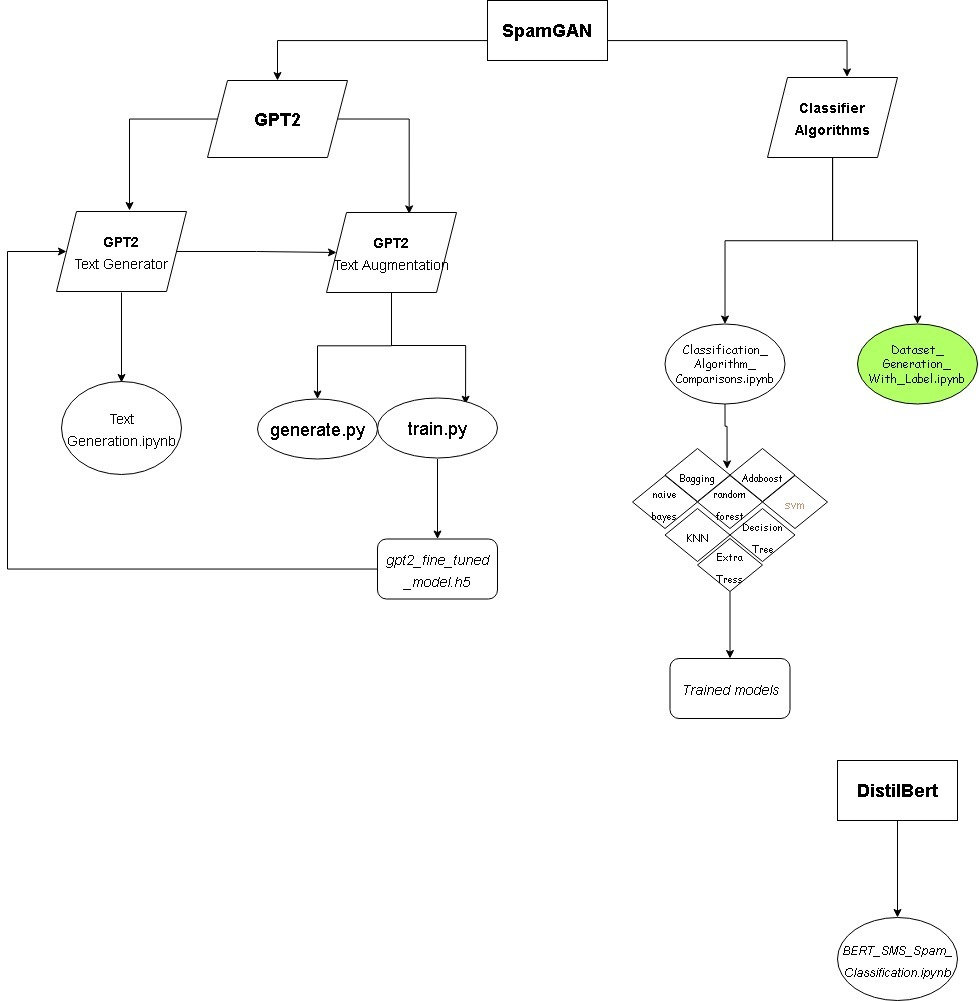 SpamGAN
GPT2
Classifier
Algorithms
GPT2
Text Generator
GPT2
Text Augmentation
Classification_
Algorithm_
Comparisons.ipynb
Dataset_
Generation_
With_Label.ipynb
Text
Generation.ipynb
generate.py
train.py
Bagging
Adaboost
naive
bayes
random
forest
svm
KNN
Decision
Tree
Extra
Tress
gpt2_fine_tuned
_model.h5
Trained models
DistilBert
BERT_SMS_Spam_
Classification.ipynb